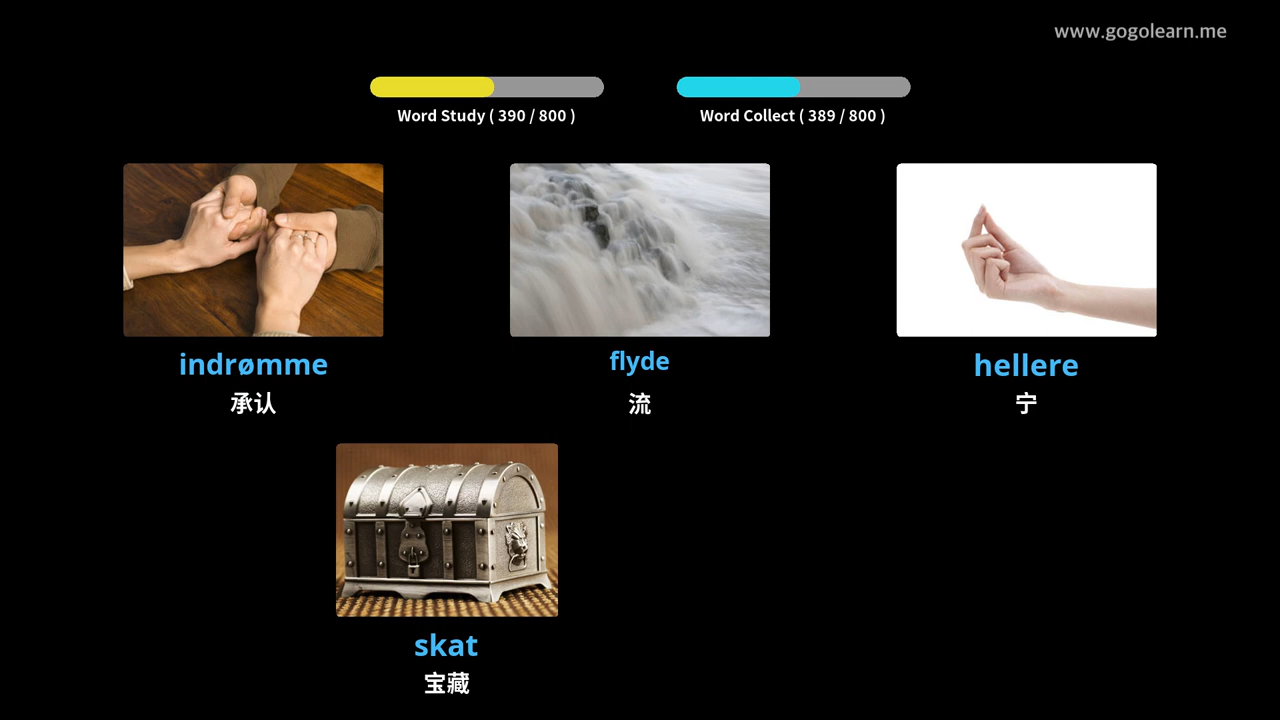 www.gogolearn.me
Word Study ( 390 / 800 )
Word Collect ( 389 / 800 )
indrømme
承认
flyde
流
hellere
宁
skat
宝藏